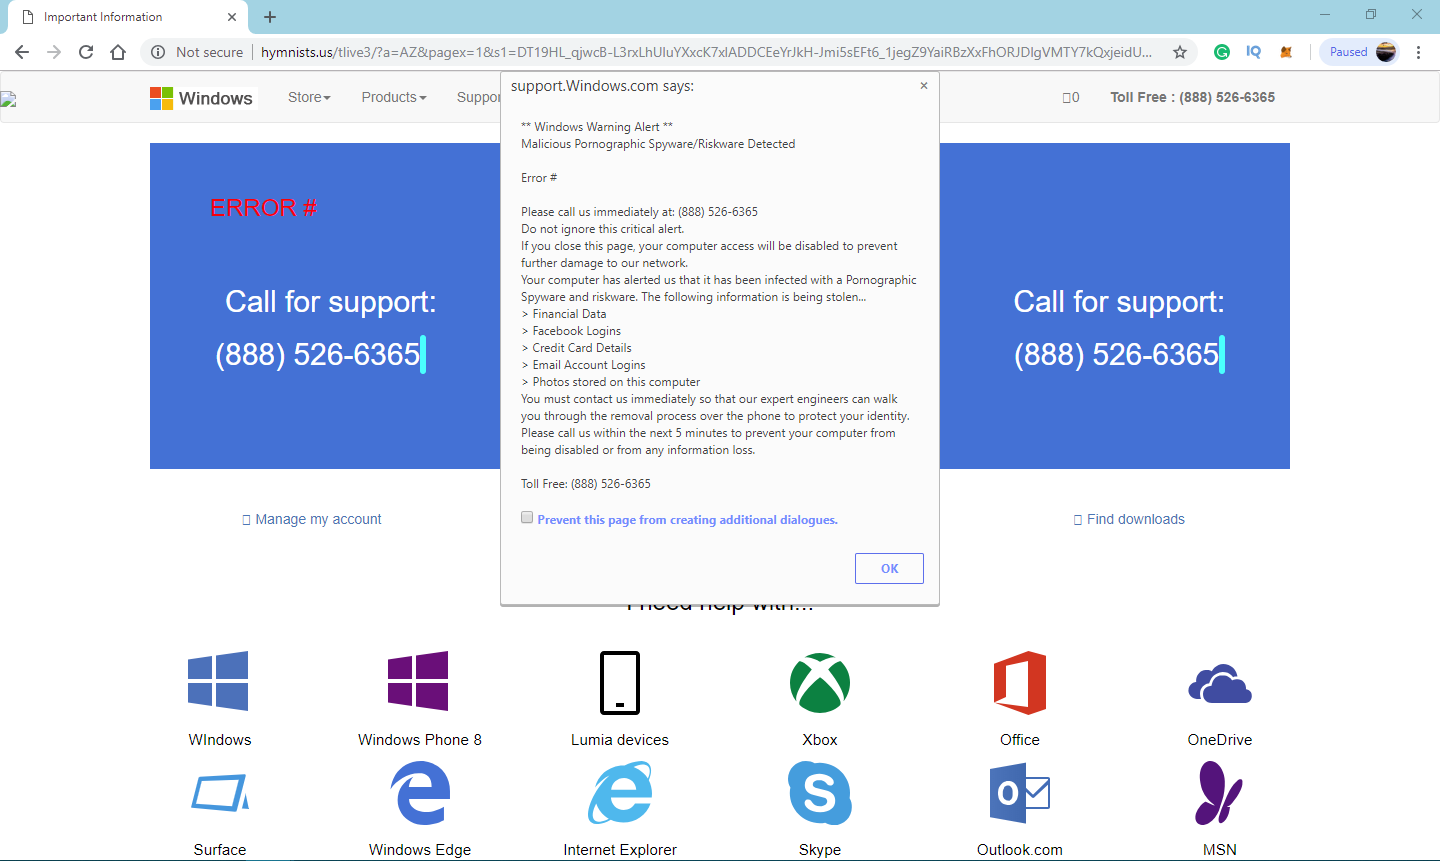 Important Information
Not secure | hymnists.us/tlive3/?a=AZ&pagex=1&s1=DT19HL_qjwcB-L3rxLhUIuYXxcK7xIADDCEeYrJkH-Jmi5sEFt6_1jegZ9YaiRBzXxFhORJDIgVMTY7kQxjeidU...
Paused
Windows
Store
Products
Suppor
0
Toll Free : (888) 526-6365
support.Windows.com says:
** Windows Warning Alert **
Malicious Pornographic Spyware/Riskware Detected
Error #
Please call us immediately at: (888) 526-6365
Do not ignore this critical alert.
If you close this page, your computer access will be disabled to prevent
further damage to our network.
Your computer has alerted us that it has been infected with a Pornographic
Spyware and riskware. The following information is being stolen...
> Financial Data
> Facebook Logins
> Credit Card Details
> Email Account Logins
> Photos stored on this computer
You must contact us immediately so that our expert engineers can walk
you through the removal process over the phone to protect your identity.
Please call us within the next 5 minutes to prevent your computer from
being disabled or from any information loss.
Toll Free: (888) 526-6365
Prevent this page from creating additional dialogues.
OK
ERROR #
Call for support:
(888) 526-6365
Call for support:
(888) 526-6365
Manage my account
Find downloads
I need help with...
WIndows
Windows Phone 8
Lumia devices
Xbox
Office
OneDrive
Surface
Windows Edge
Internet Explorer
Skype
Outlook.com
MSN